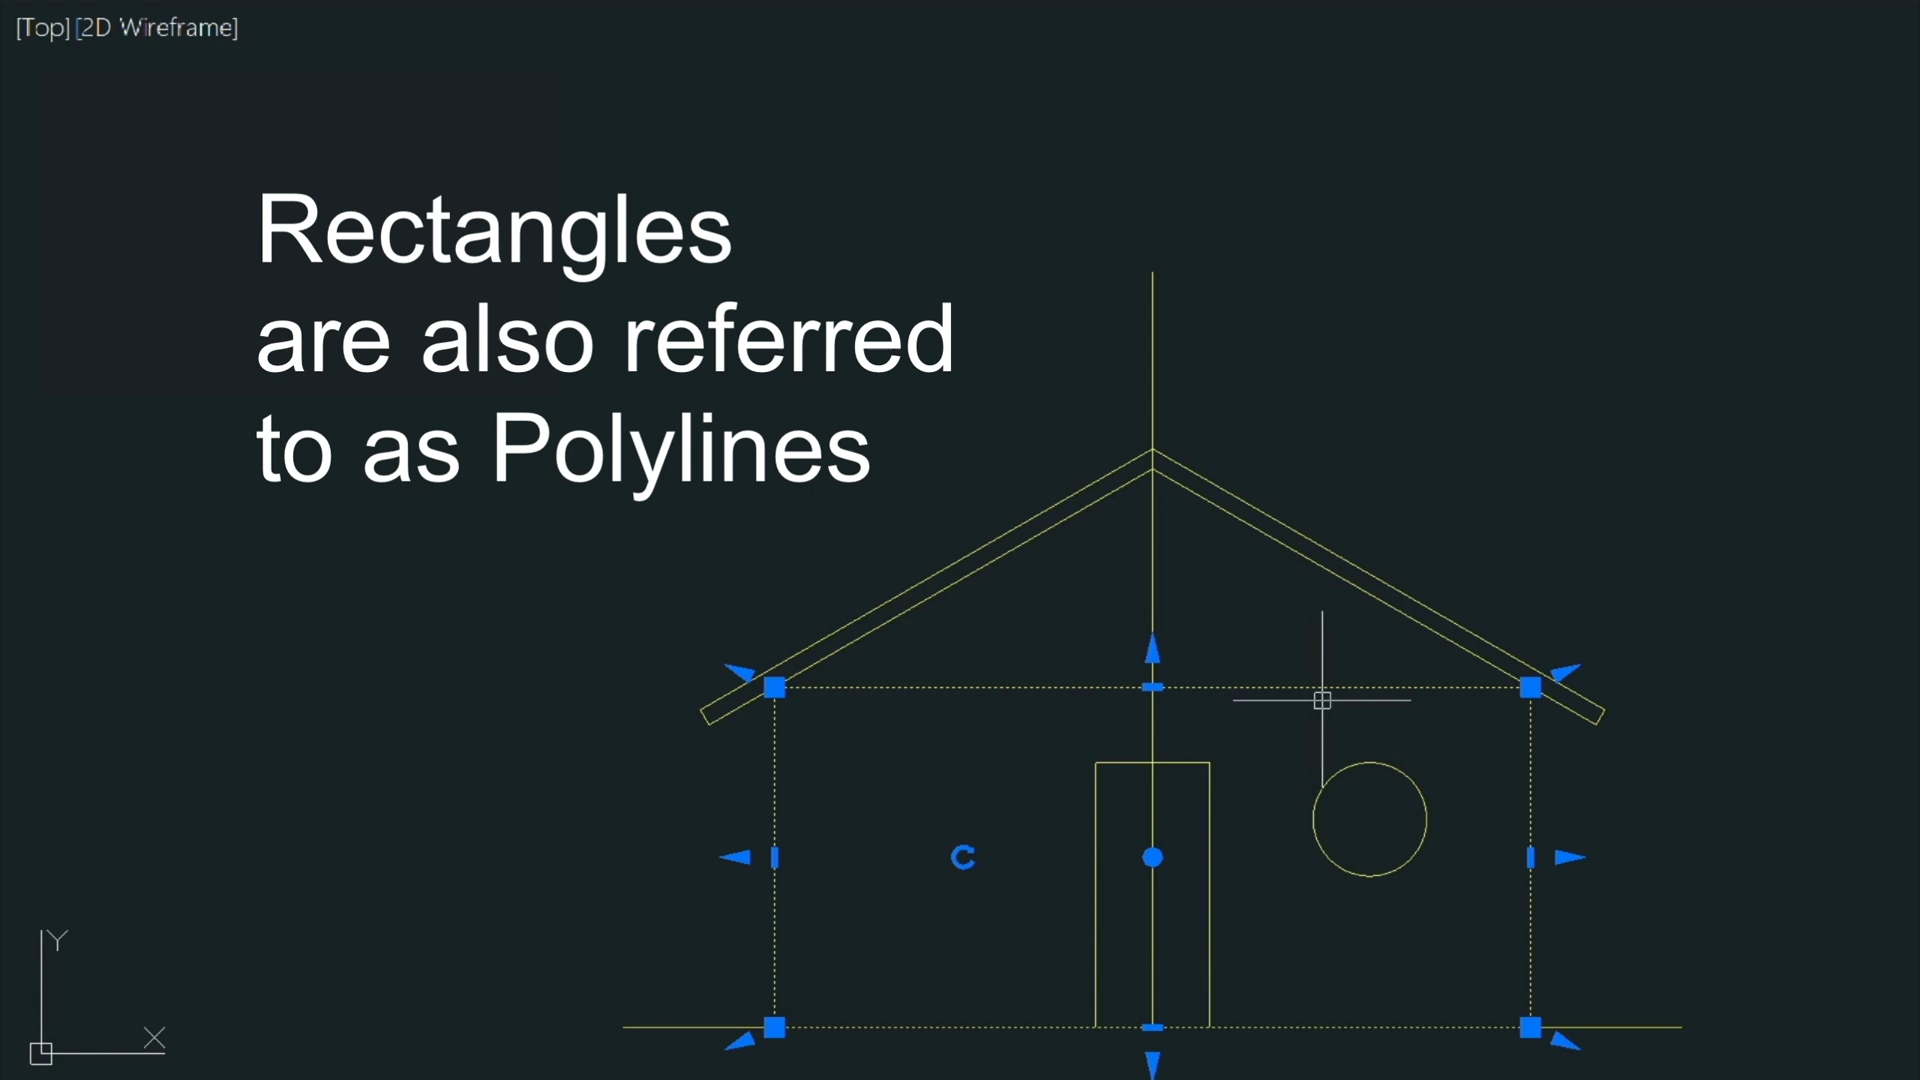 [Top][2D Wireframe]
Rectangles
are also referred
to as Polylines
C
Y
X